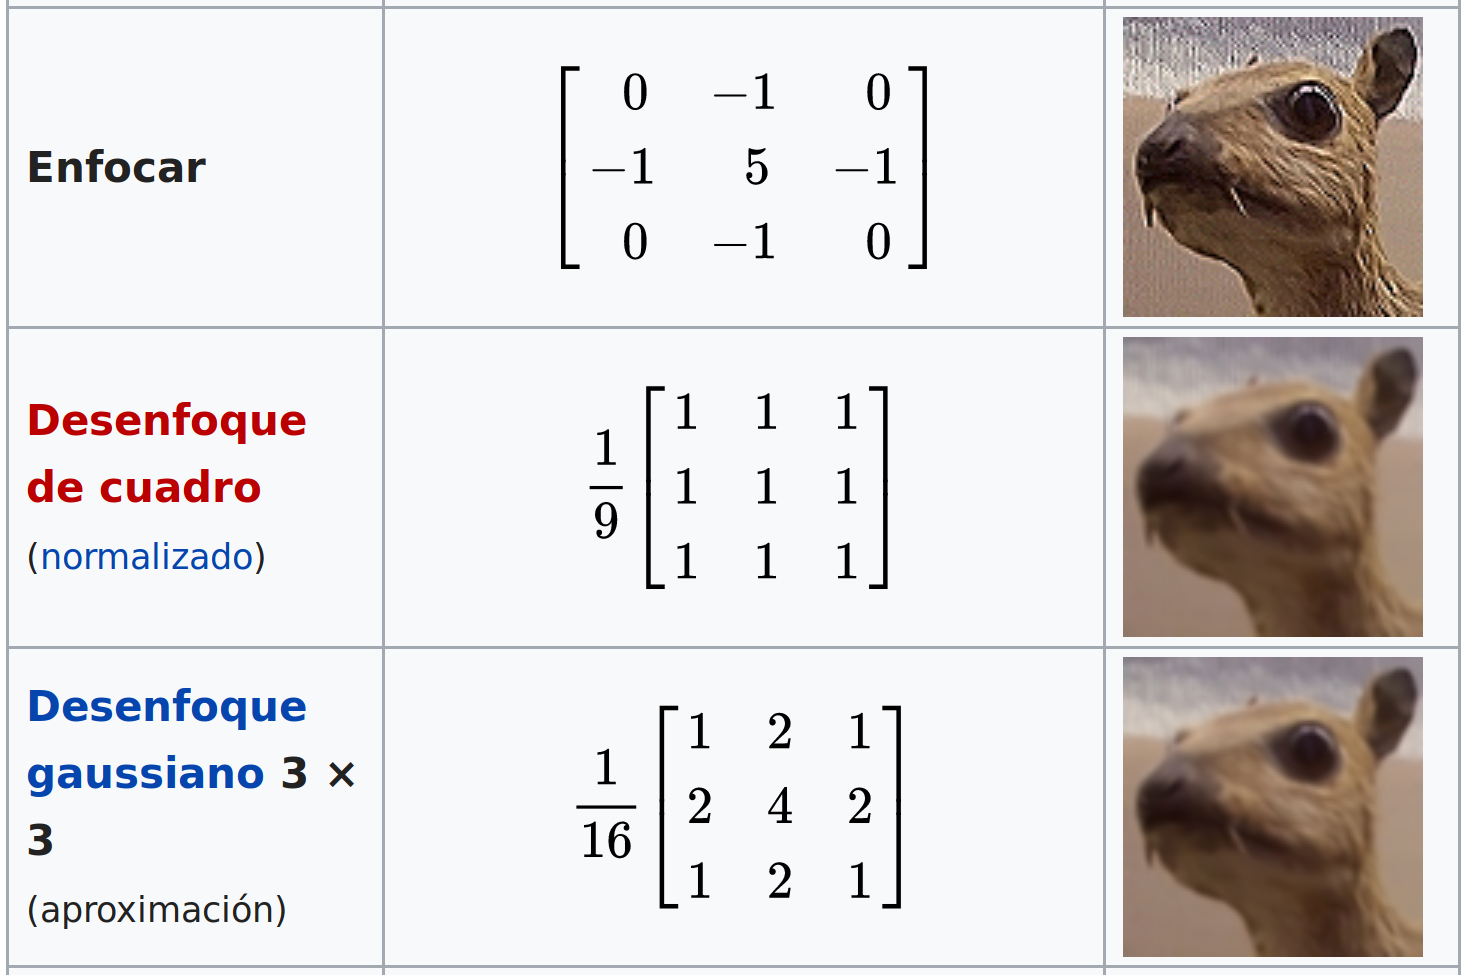 Enfocar
0 −1 0
−1 5 −1
0 −1 0
Desenfoque
de cuadro
(normalizado)
1
9
1 1 1
1 1 1
1 1 1
Desenfoque
gaussiano 3 ×
3
(aproximación)
1
16
1 2 1
2 4 2
1 2 1